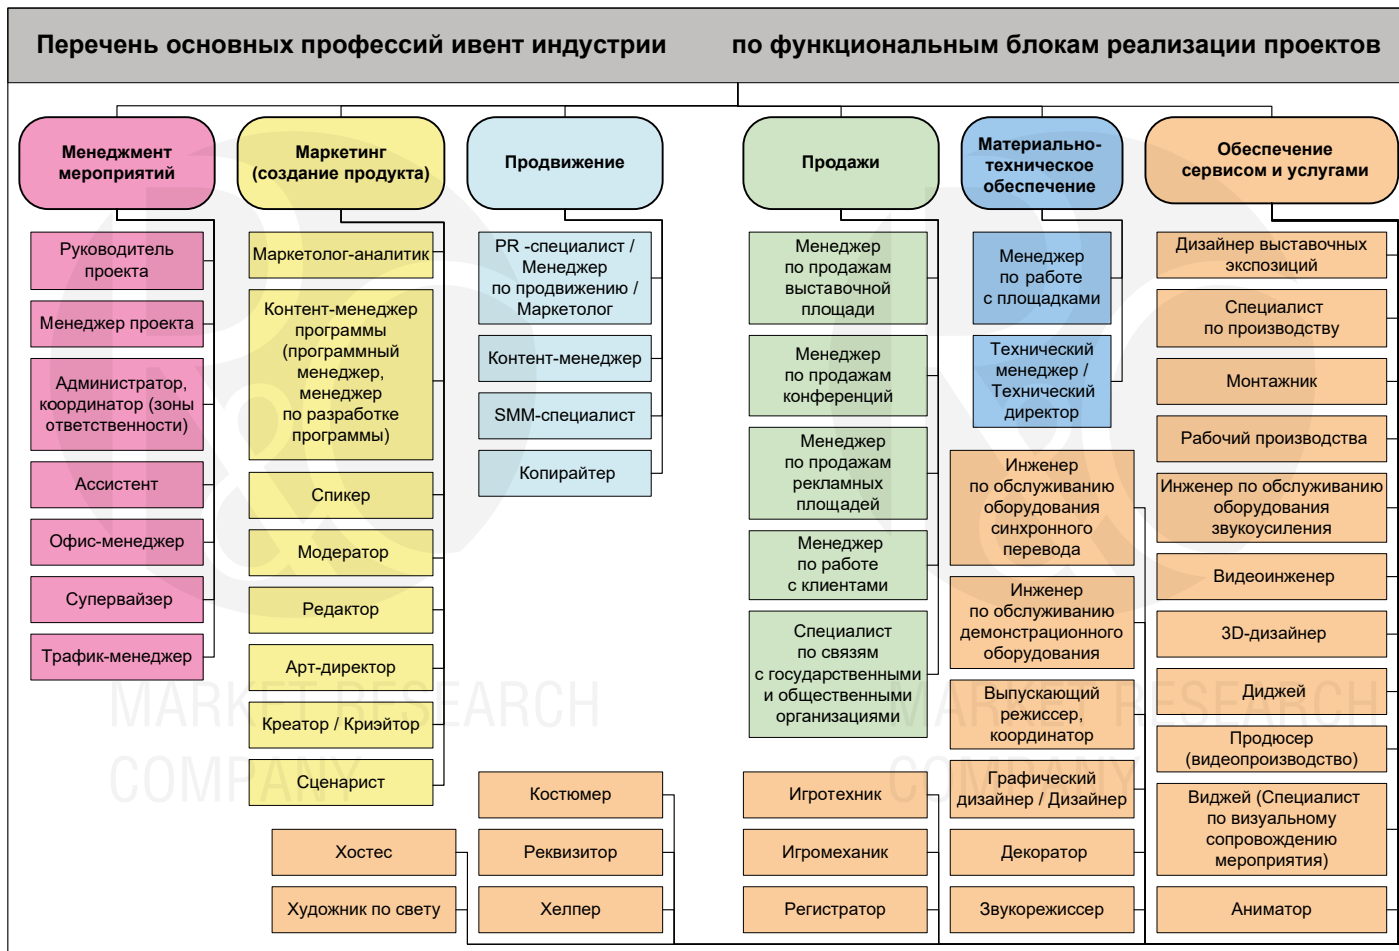 Перечень основных профессий ивент индустрии по функциональным блокам реализации проектов
Менеджмент
мероприятий
Руководитель
проекта
Менеджер проекта
Администратор,
координатор (зоны
ответственности)
Ассистент
Офис-менеджер
Супервайзер
Трафик-менеджер
Маркетинг
(создание продукта)
Маркетолог-аналитик
Контент-менеджер
программы
(программный
менеджер,
менеджер
по разработке
программы)
Спикер
Модератор
Редактор
Арт-директор
Креатор / Криэйтор
Сценарист
Продвижение
PR -специалист /
Менеджер
по продвижению /
Маркетолог
Контент-менеджер
SMM-специалист
Копирайтер
Продажи
Менеджер
по продажам
выставочной
площади
Менеджер
по продажам
конференций
Менеджер
по продажам
рекламных
площадей
Менеджер
по работе
с клиентами
Специалист
по связям
с государственными
и общественными
организациями
Материально-
техническое
обеспечение
Менеджер
по работе
с площадками
Технический
менеджер /
Технический
директор
Обеспечение
сервисом и услугами
Дизайнер выставочных
экспозиций
Специалист
по производству
Монтажник
Рабочий производства
Инженер по обслуживанию
оборудования
звукоусиления
Видеоинженер
3D-дизайнер
Диджей
Продюсер
(видеопроизводство)
Виджей (Специалист
по визуальному
сопровождению
мероприятия)
Аниматор
Инженер
по обслуживанию
оборудования
синхронного
перевода
Инженер
по обслуживанию
демонстрационного
оборудования
Выпускающий
режиссер,
координатор
Графический
дизайнер / Дизайнер
Декоратор
Звукорежиссер
Игротехник
Игромеханик
Регистратор
Костюмер
Реквизитор
Хелпер
Хостес
Художник по свету
MARKET RESEARCH
COMPANY
MARKET RESEARCH
COMPANY